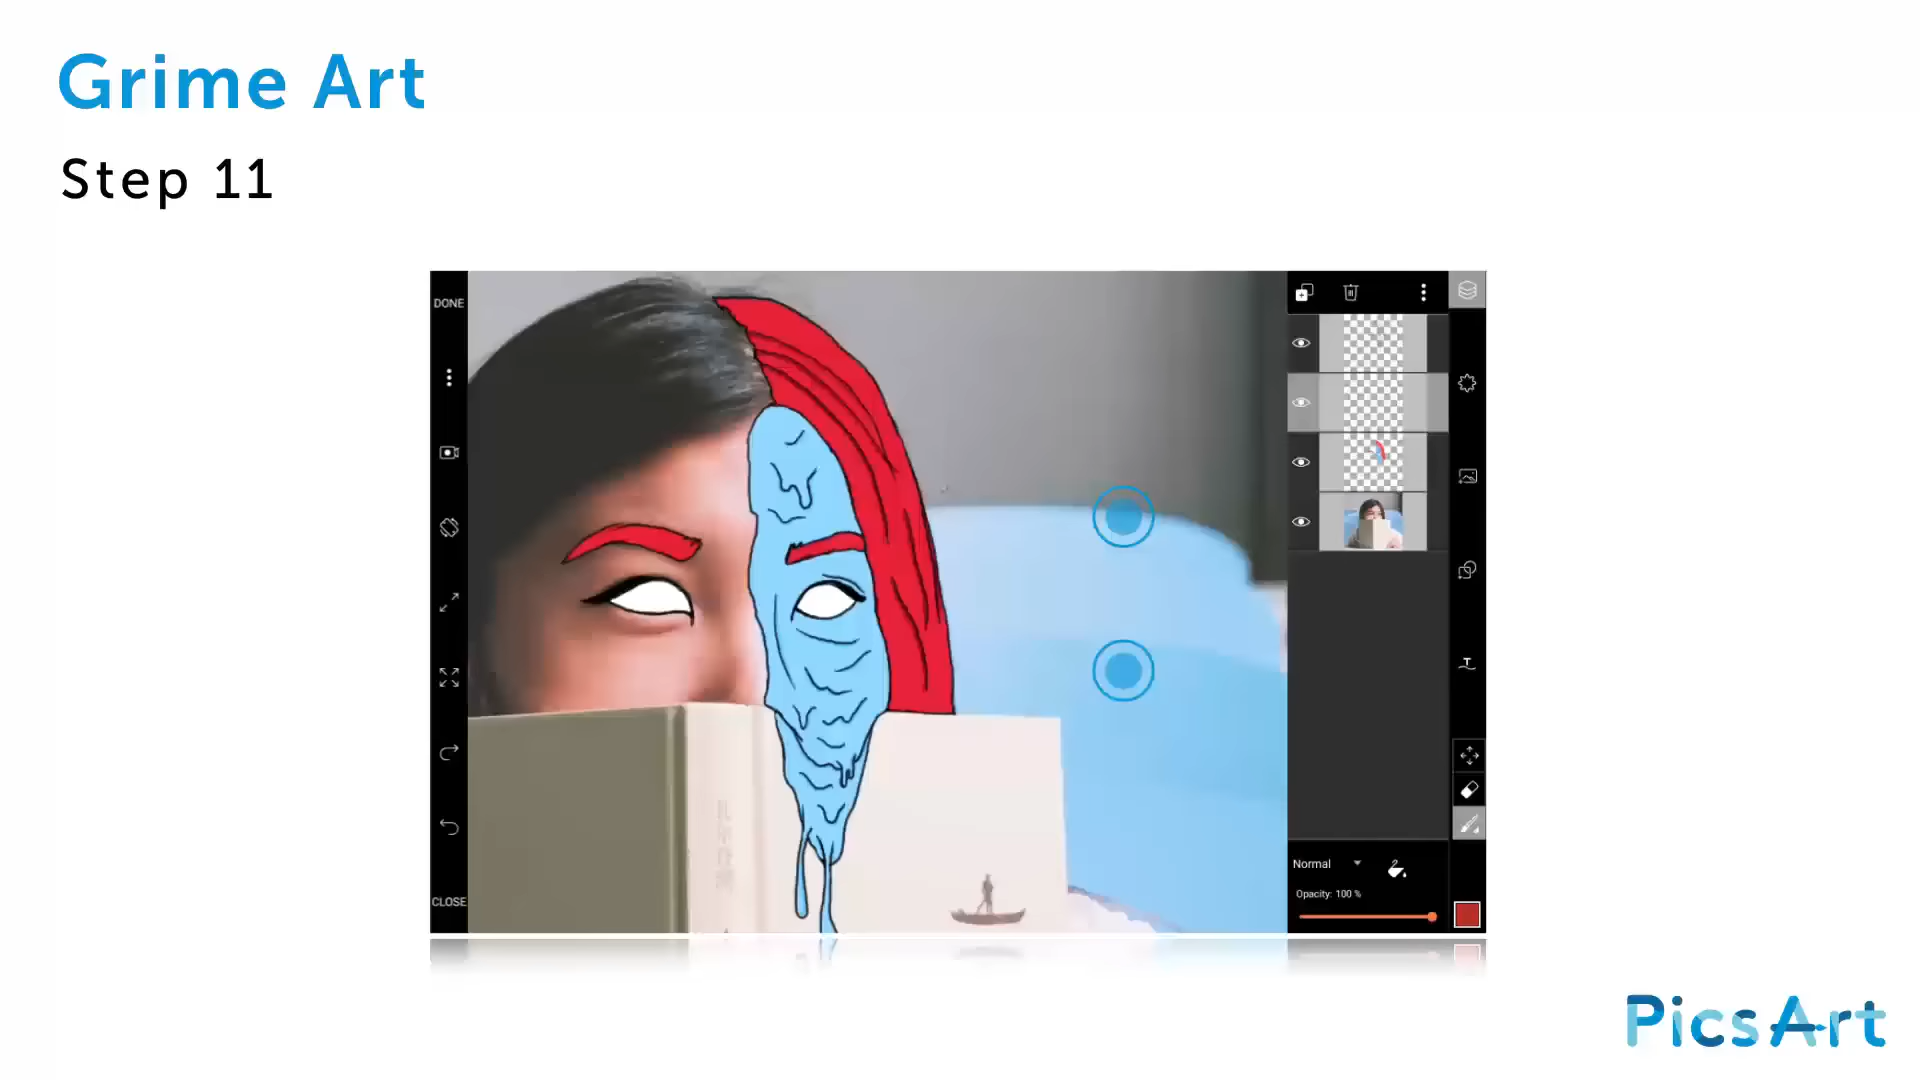 Grime Art
Step 11
DONE
CLOSE
Normal
Opacity: 100 %
T
PicsArt